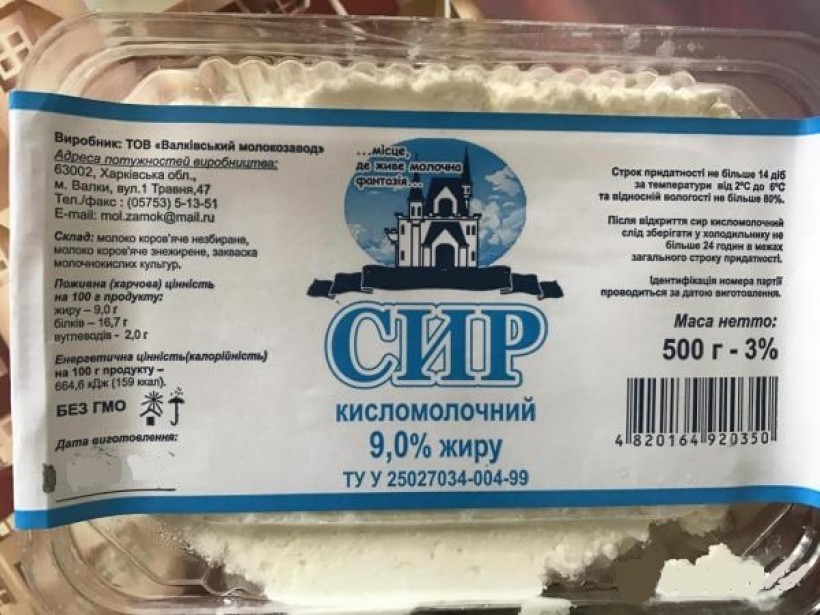 Виробник: ТОВ «Валківський молокозавод»
Адреса потужностей виробництва:
63002, Харківська обл.,
м. Валки, вул.1 Травня,47
Тел./факс : (05753) 5-13-51
E-mail: mol.zamok@mail.ru
Склад: молоко коров'яче незбиране,
молоко коров'яче знежирене, закваска
молочнокислих культур.
Поживна (харчова) цінність
на 100 г продукту:
жиру – 9,0 г
білків – 16,7 г
вуглеводів - 2,0 г
Енергетична цінність(калорійність)
на 100 г продукту –
664,6 кДж (159 ккал).
БЕЗ ГМО
Дата виготовлення:
...місце,
де живе молочна
фантазія...
СИР
кисломолочний
9,0% жиру
ТУ У 25027034-004-99
Строк придатності не більше 14 діб
за температури від 2°С до 6°С
та відносній вологості не більше 80%.
Після відкриття сир кисломолочний
слід зберігати у холодильнику не
більше 24 годин в межах
загального строку придатності.
Ідентифікація номера партії
проводиться за датою виготовлення.
Маса нетто:
500 г - 3%
4 820164 920350